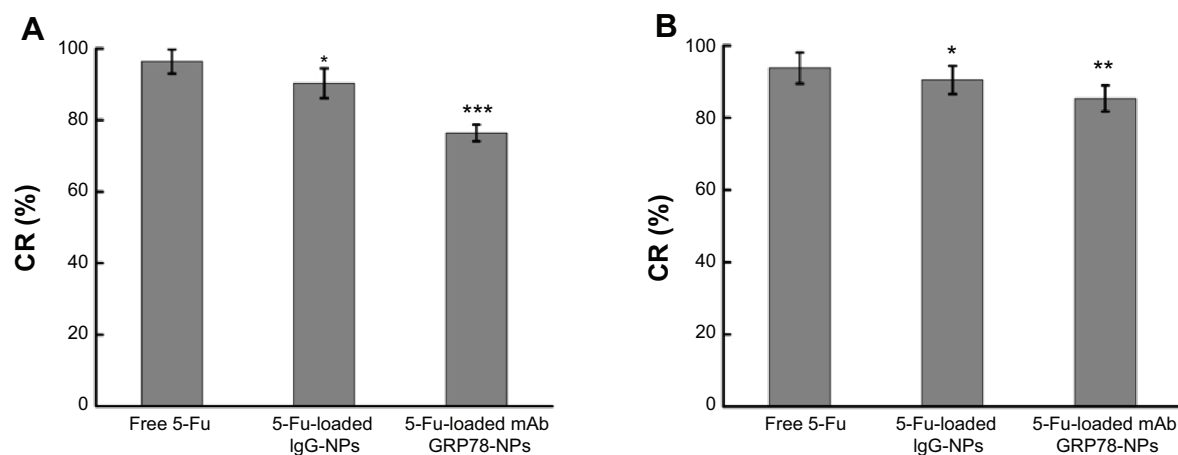 A
CR (%)
100
80
60
40
20
0
*
***
Free 5-Fu
5-Fu-loaded
IgG-NPs
5-Fu-loaded mAb
GRP78-NPs
B
CR (%)
100
80
60
40
20
0
*
**
Free 5-Fu
5-Fu-loaded
IgG-NPs
5-Fu-loaded mAb
GRP78-NPs